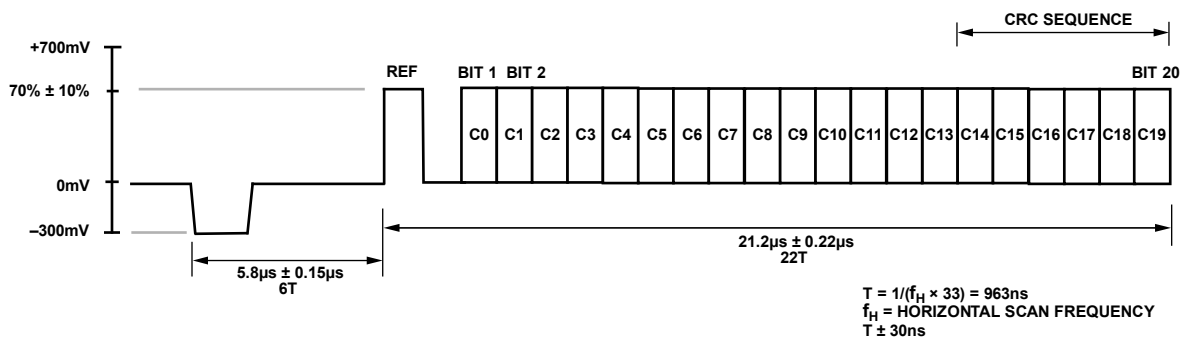 CRC SEQUENCE
+700mV
REF
BIT 1 BIT 2
BIT 20
70% ± 10%
C0 C1 C2 C3 C4 C5 C6 C7 C8 C9 C10 C11 C12 C13 C14 C15 C16 C17 C18 C19
0mV
–300mV
21.2µs ± 0.22µs
22T
5.8µs ± 0.15µs
6T
T = 1/(fH × 33) = 963ns
fH = HORIZONTAL SCAN FREQUENCY
T ± 30ns